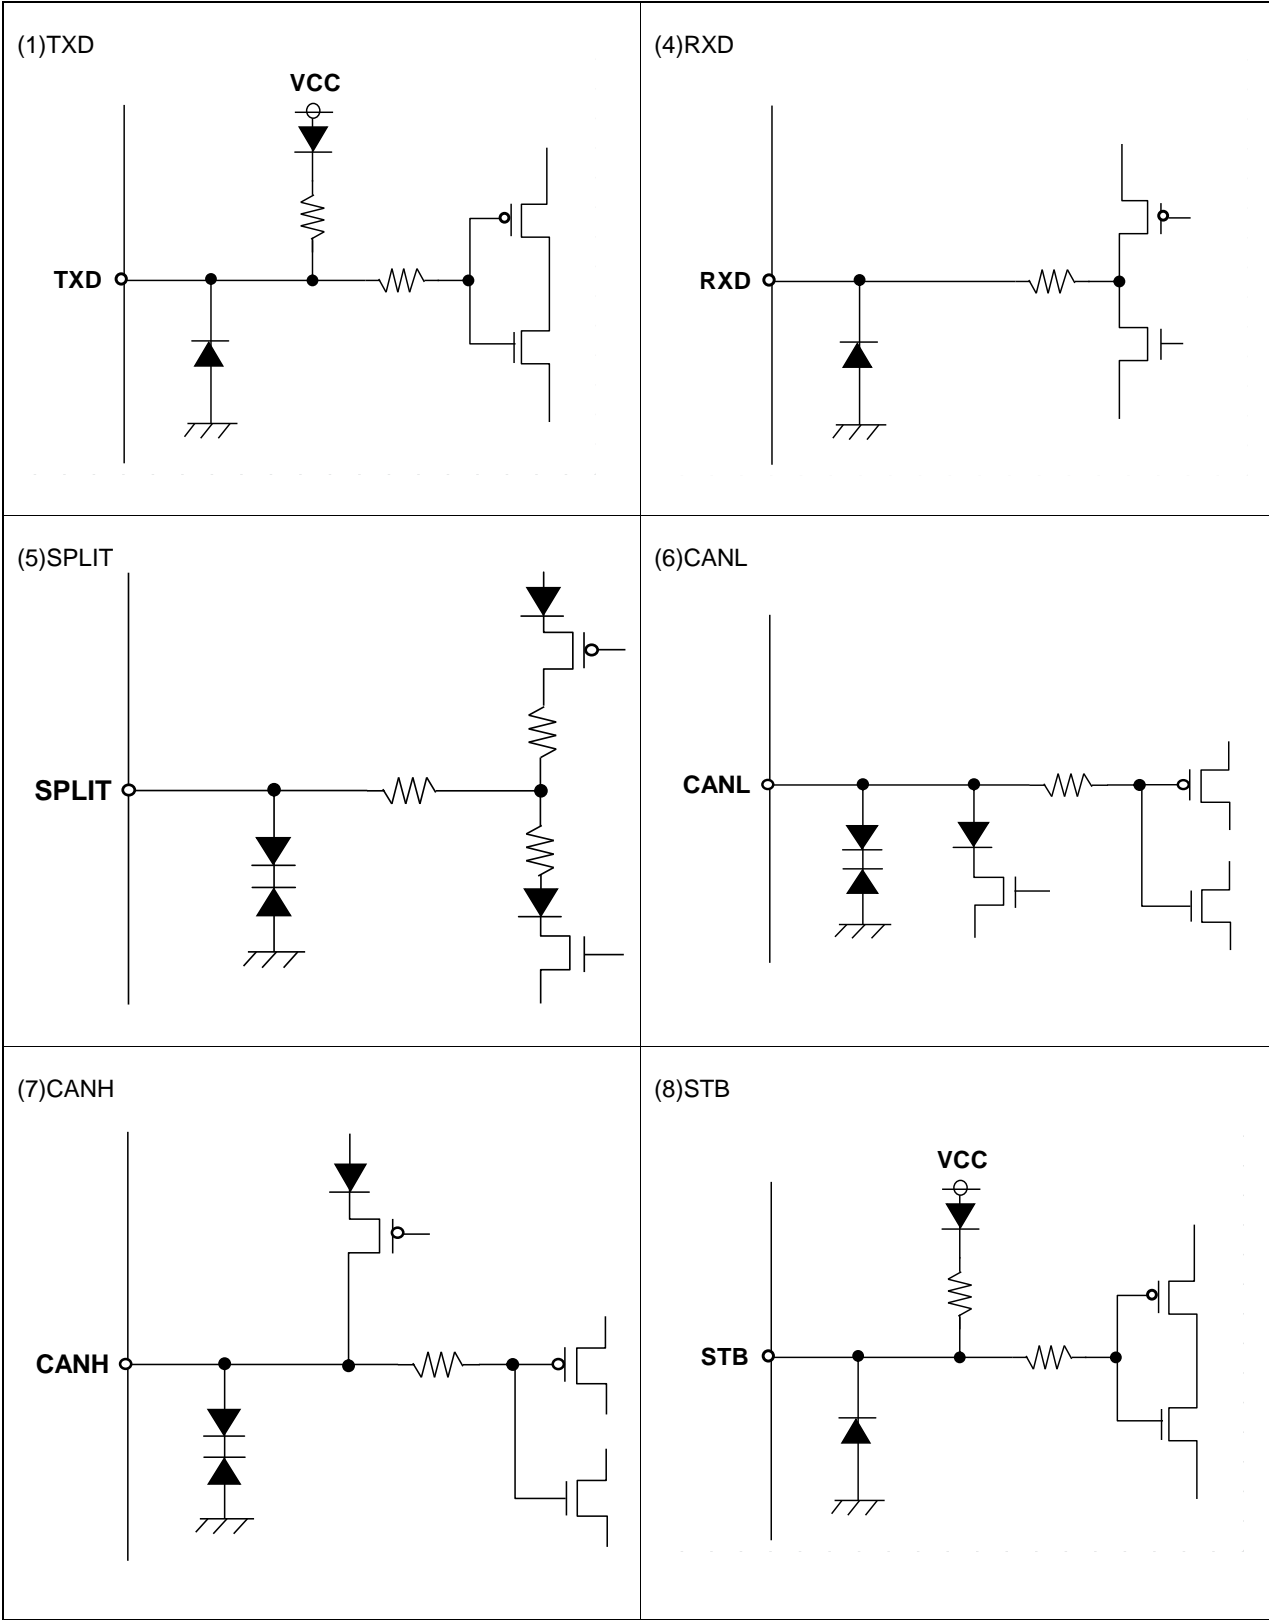 (1)TXD
VCC
TXD
(4)RXD
RXD
(5)SPLIT
SPLIT
(6)CANL
CANL
(7)CANH
CANH
(8)STB
VCC
STB